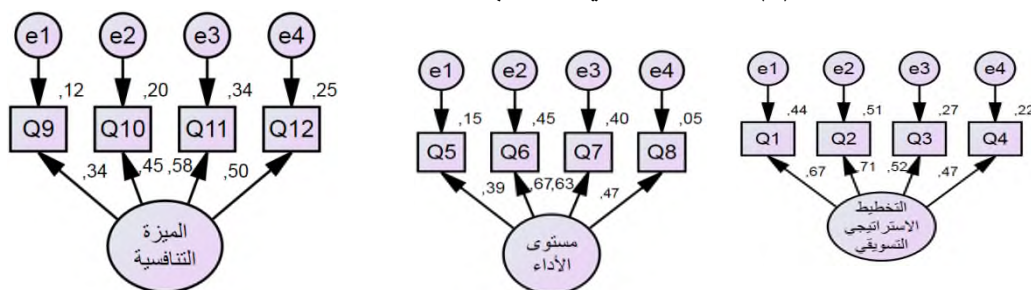 e1 e2 e3 e4
,12 ,20 ,34 ,25
Q9 Q10 Q11 Q12
,34 ,45 ,58 ,50
الميزة
التنافسية
e1 e2 e3 e4
,15 ,45 ,40 ,05
Q5 Q6 Q7 Q8
,39 ,67 ,63 ,47
مستوى
الأداء
e1 e2 e3 e4
,44 ,51 ,27 ,22
Q1 Q2 Q3 Q4
,67 ,71 ,52 ,47
التخطيط
الاستراتيجي
التسويقي